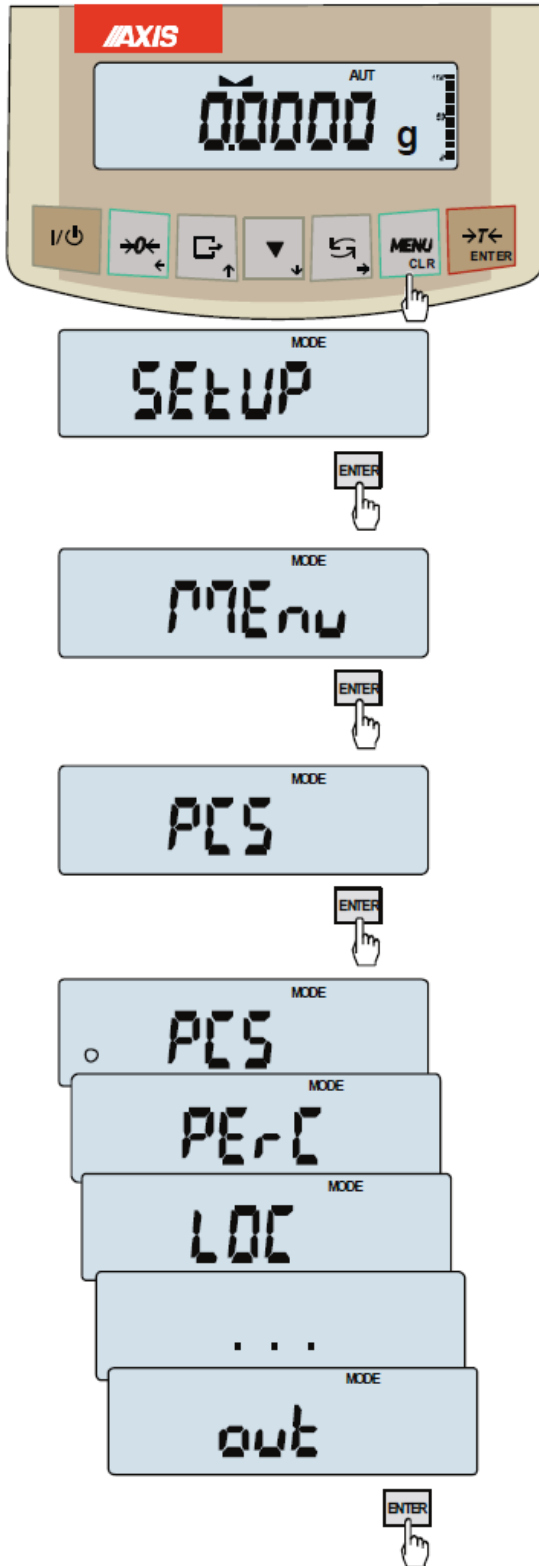 AXIS
AUT
0.0000 g
I/⏻ →0← ▼ MENU →T←
CLR ENTER
MODE
SEtUP
ENTER
MODE
MEnu
ENTER
MODE
PCS
ENTER
MODE
PCS
MODE
PErC
MODE
LOC
. . .
MODE
out
ENTER